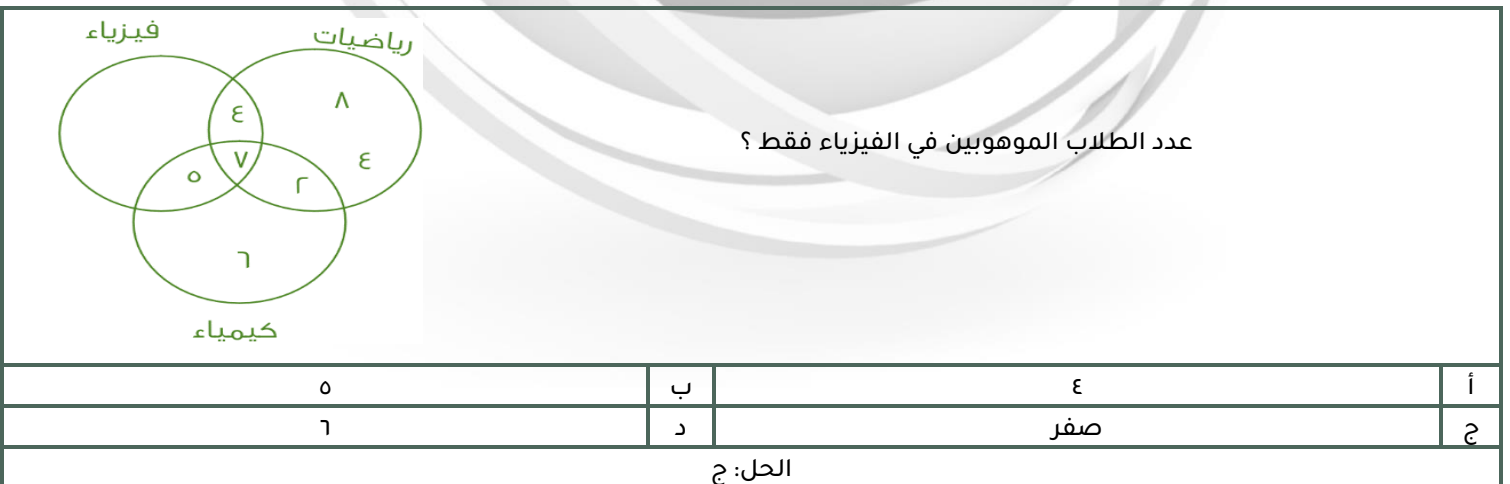 فيزياء
رياضيات
٤
٨
٧
٤
٥
٢
٦
كيمياء
عدد الطلاب الموهوبين في الفيزياء فقط ؟
أ ٤ ب ٥
ج صفر د ٦
الحل: ج